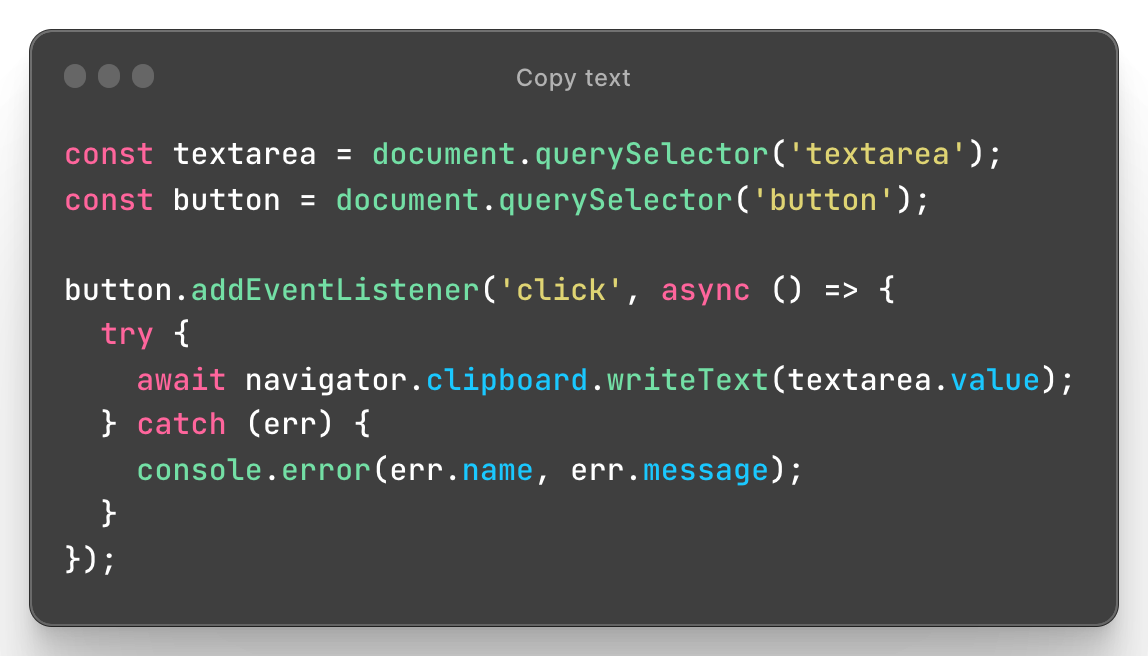 Copy text
const textarea = document.querySelector('textarea');
const button = document.querySelector('button');

button.addEventListener('click', async () => {
  try {
    await navigator.clipboard.writeText(textarea.value);
  } catch (err) {
    console.error(err.name, err.message);
  }
});